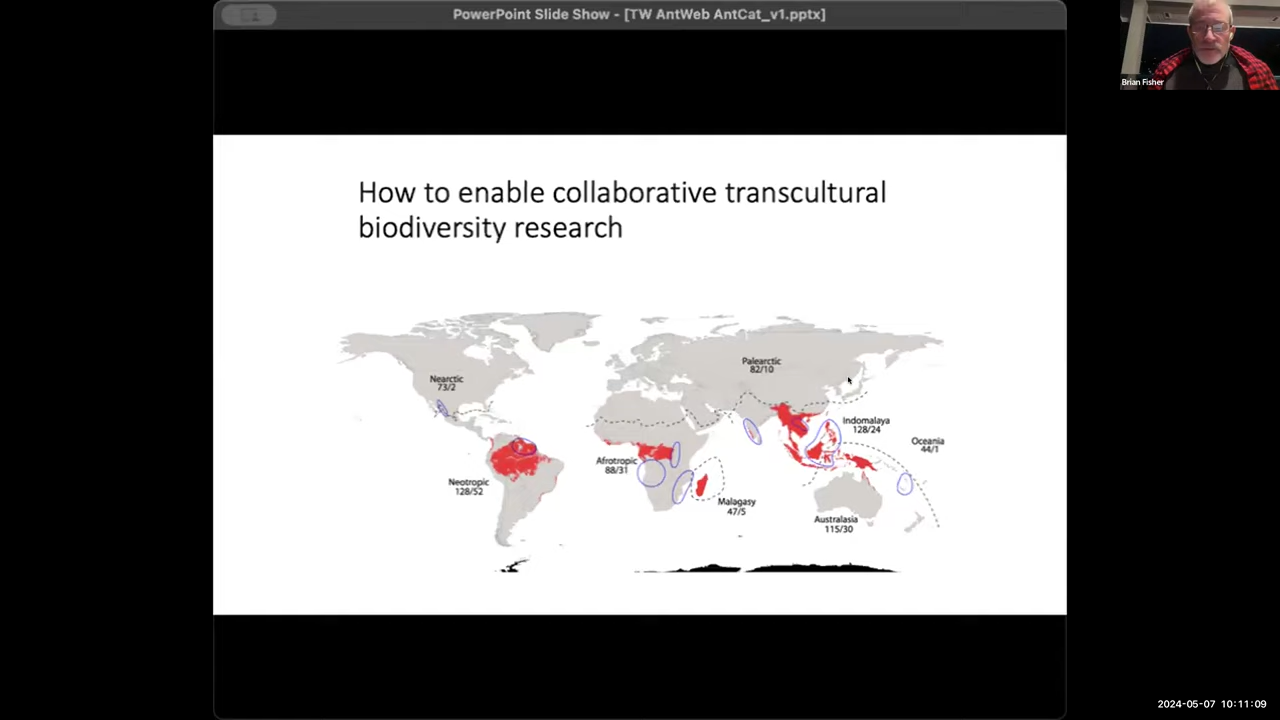 PowerPoint Slide Show - [TW AntWeb AntCat_v1.pptx]
Brian Fisher
How to enable collaborative transcultural
biodiversity research
Palearctic
82/10
Nearctic
73/2
Indomalaya
128/24
Oceania
44/1
Afrotropic
88/31
Neotropic
128/52
Malagasy
47/5
Australasia
115/30
2024-05-07 10:11:09